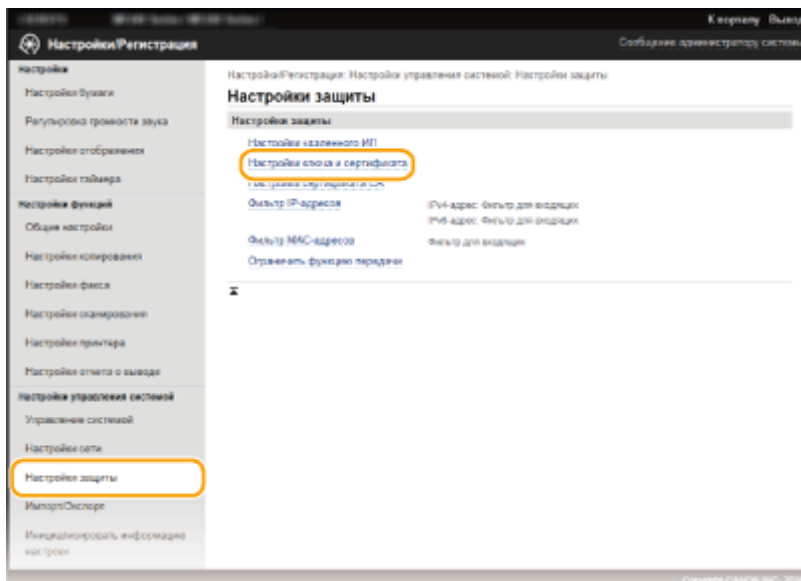 К порталу Выход
Настройки/Регистрация
Сообщение администратору системы
Настройки
Настройки/Регистрация: Настройки управления системой: Настройки защиты
Настройки бумаги
Настройки защиты
Регулировка громкости звука
Настройки защиты
Настройки отображения
Настройки удаленного ИП
Настройки ключа и сертификата
Настройки таймера
Настройки сертификата CA
Настройки функций
Фильтр IP-адресов
IPv4-адрес: Фильтр для входящих
IPv6-адрес: Фильтр для входящих
Общие настройки
Фильтр MAC-адресов
Фильтр для входящих
Настройки копирования
Ограничить функцию передачи
Настройки факса
Настройки сканирования
Настройки принтера
Настройки отчета о выводе
Настройки управления системой
Управление системой
Настройки сети
Настройки защиты
Импорт/Экспорт
Инициализировать информацию
настроек
Copyright CANON INC.